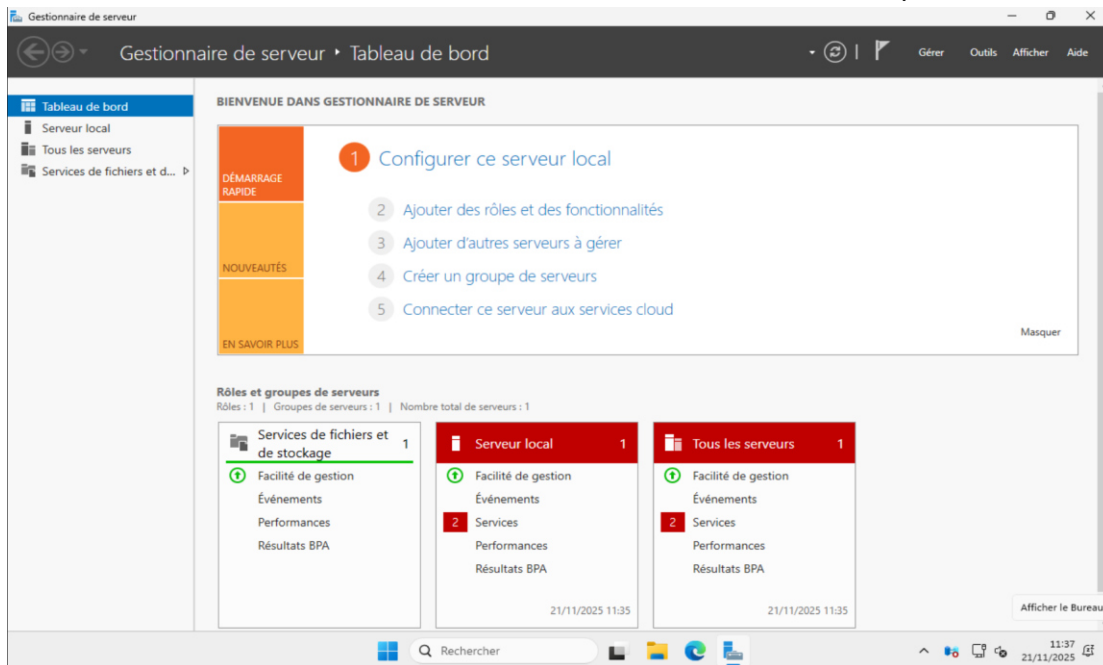 Gestionnaire de serveur
Gestionnaire de serveur ‣ Tableau de bord
Gérer Outils Afficher Aide
Tableau de bord
Serveur local
Tous les serveurs
Services de fichiers et d...
BIENVENUE DANS GESTIONNAIRE DE SERVEUR
DÉMARRAGE
RAPIDE
NOUVEAUTÉS
EN SAVOIR PLUS
1 Configurer ce serveur local
2 Ajouter des rôles et des fonctionnalités
3 Ajouter d'autres serveurs à gérer
4 Créer un groupe de serveurs
5 Connecter ce serveur aux services cloud
Masquer
Rôles et groupes de serveurs
Rôles : 1 | Groupes de serveurs : 1 | Nombre total de serveurs : 1
Services de fichiers et
de stockage
1
Facilité de gestion
Événements
Performances
Résultats BPA
Serveur local 1
Facilité de gestion
Événements
2 Services
Performances
Résultats BPA
21/11/2025 11:35
Tous les serveurs 1
Facilité de gestion
Événements
2 Services
Performances
Résultats BPA
21/11/2025 11:35
Afficher le Bureau
Rechercher
11:37
21/11/2025